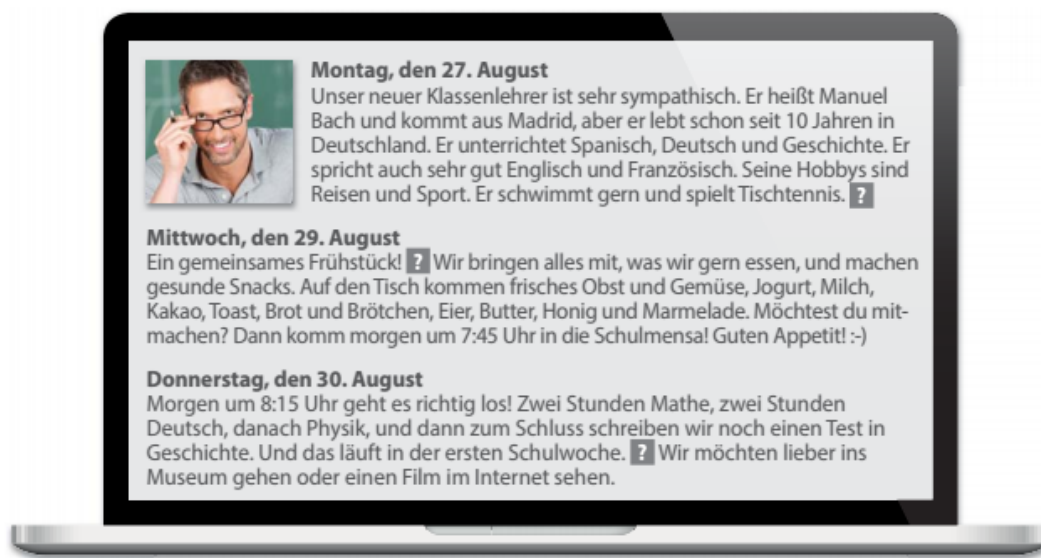 Montag, den 27. August
Unser neuer Klassenlehrer ist sehr sympathisch. Er heißt Manuel
Bach und kommt aus Madrid, aber er lebt schon seit 10 Jahren in
Deutschland. Er unterrichtet Spanisch, Deutsch und Geschichte. Er
spricht auch sehr gut Englisch und Französisch. Seine Hobbys sind
Reisen und Sport. Er schwimmt gern und spielt Tischtennis. ?
Mittwoch, den 29. August
Ein gemeinsames Frühstück! ? Wir bringen alles mit, was wir gern essen, und machen
gesunde Snacks. Auf den Tisch kommen frisches Obst und Gemüse, Jogurt, Milch,
Kakao, Toast, Brot und Brötchen, Eier, Butter, Honig und Marmelade. Möchtest du mit-
machen? Dann komm morgen um 7:45 Uhr in die Schulmensa! Guten Appetit! :-)
Donnerstag, den 30. August
Morgen um 8:15 Uhr geht es richtig los! Zwei Stunden Mathe, zwei Stunden
Deutsch, danach Physik, und dann zum Schluss schreiben wir noch einen Test in
Geschichte. Und das läuft in der ersten Schulwoche. ? Wir möchten lieber ins
Museum gehen oder einen Film im Internet sehen.